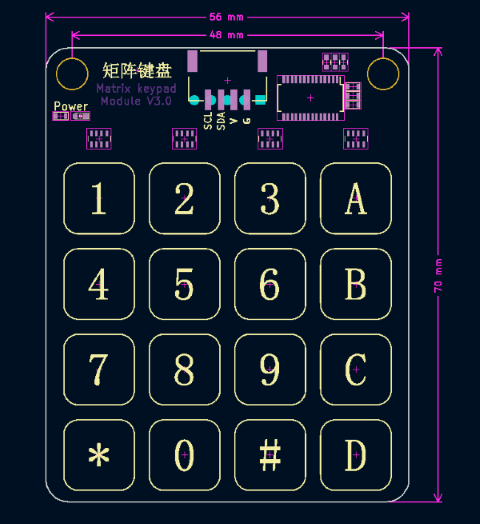 56 mm
48 mm
矩阵键盘
Matrix keypad
Module V3.0
Power
SCL
SDA
V
G
70 mm
1 2 3 A
4 5 6 B
7 8 9 C
* 0 # D